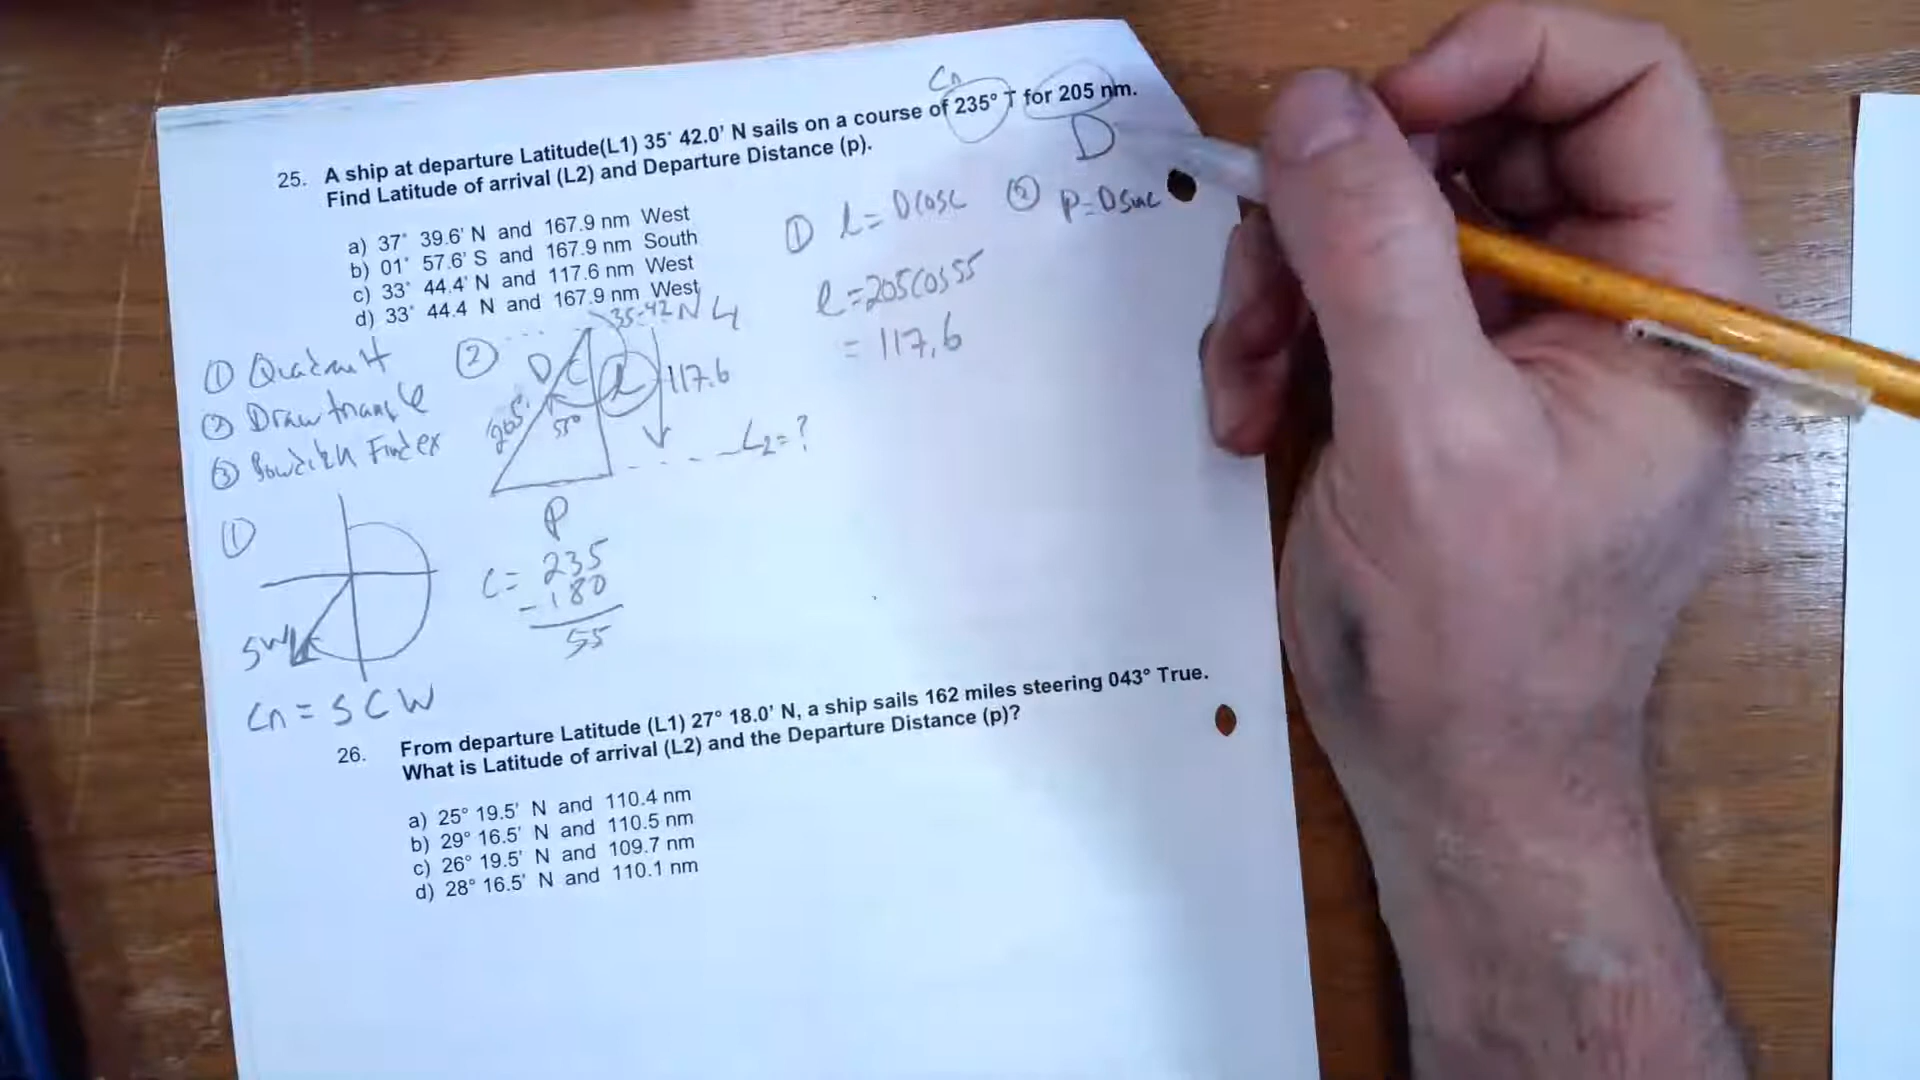 Cn
25. A ship at departure Latitude(L1) 35° 42.0' N sails on a course of 235° T for 205 nm.
Find Latitude of arrival (L2) and Departure Distance (p).
D
a) 37° 39.6' N and 167.9 nm West
b) 01° 57.6' S and 167.9 nm South
c) 33° 44.4' N and 117.6 nm West
d) 33° 44.4 N and 167.9 nm West
① l = D cos C
② p = D sin C
l = 205 cos 55
= 117.6
① Quadrant
② Draw triangle
③ Bowditch Findex
②
35-42 N L1
D
C
l
117.6
205
55°
L2 = ?
P
①
SW
C = 235
- 180
55
Cn = S C W
26. From departure Latitude (L1) 27° 18.0' N, a ship sails 162 miles steering 043° True.
What is Latitude of arrival (L2) and the Departure Distance (p)?
a) 25° 19.5' N and 110.4 nm
b) 29° 16.5' N and 110.5 nm
c) 26° 19.5' N and 109.7 nm
d) 28° 16.5' N and 110.1 nm